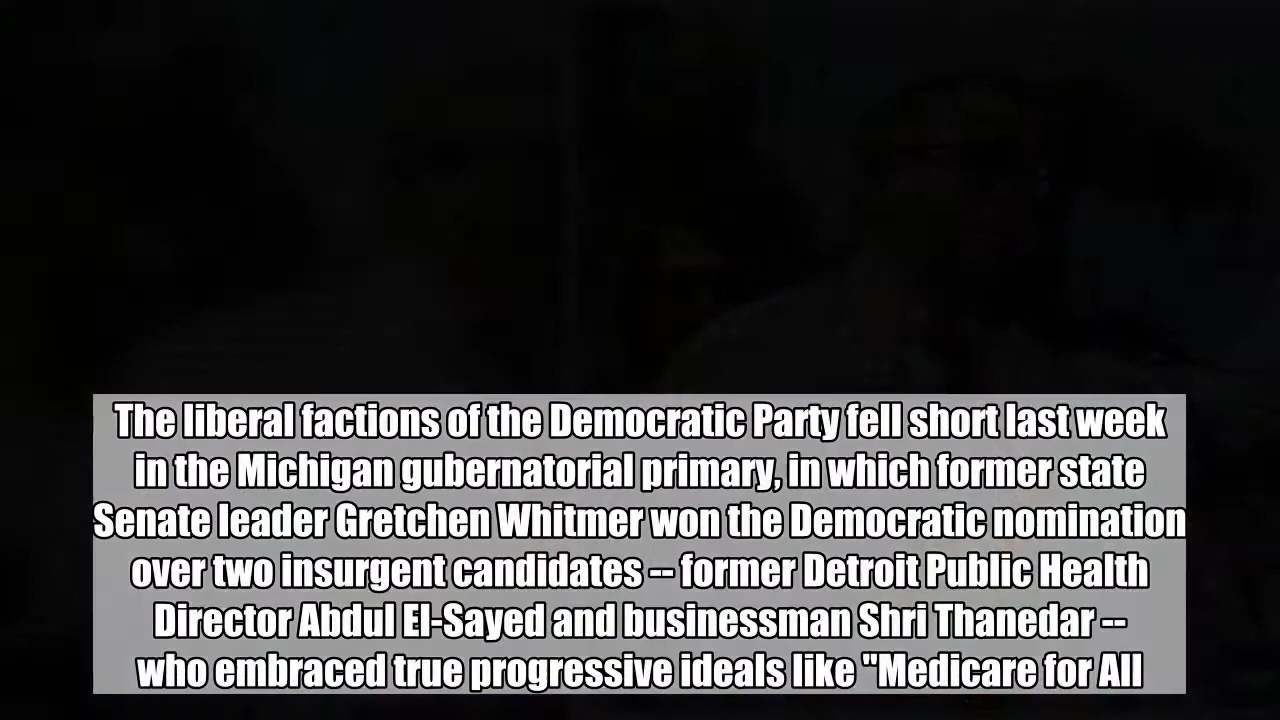 The liberal factions of the Democratic Party fell short last week
in the Michigan gubernatorial primary, in which former state
Senate leader Gretchen Whitmer won the Democratic nomination
over two insurgent candidates -- former Detroit Public Health
Director Abdul El-Sayed and businessman Shri Thanedar --
who embraced true progressive ideals like "Medicare for All